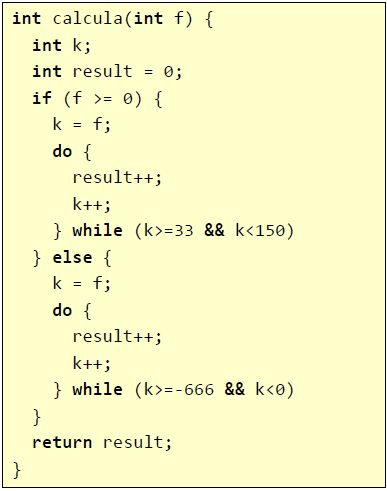 int calcula(int f) {
  int k;
  int result = 0;
  if (f >= 0) {
    k = f;
    do {
      result++;
      k++;
    } while (k>=33 && k<150)
  } else {
    k = f;
    do {
      result++;
      k++;
    } while (k>=-666 && k<0)
  }
  return result;
}